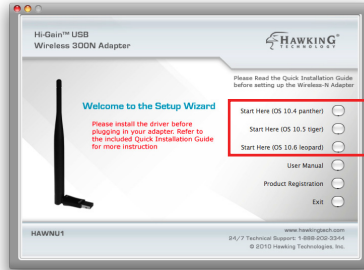 Hi-Gain™ USB
Wireless 300N Adapter
HAWKING®
TECHNOLOGY
Please Read the Quick Installation Guide
before setting up the Wireless-N Adapter
Welcome to the Setup Wizard
Please install the driver before
plugging in your adapter. Refer to
the included Quick Installation Guide
for more instruction
Start Here (OS 10.4 panther)
Start Here (OS 10.5 tiger)
Start Here (OS 10.6 leopard)
User Manual
Product Registration
Exit
HAWNU1
www.hawkingtech.com
24/7 Technical Support: 1-888-202-3344
© 2010 Hawking Technologies, Inc.